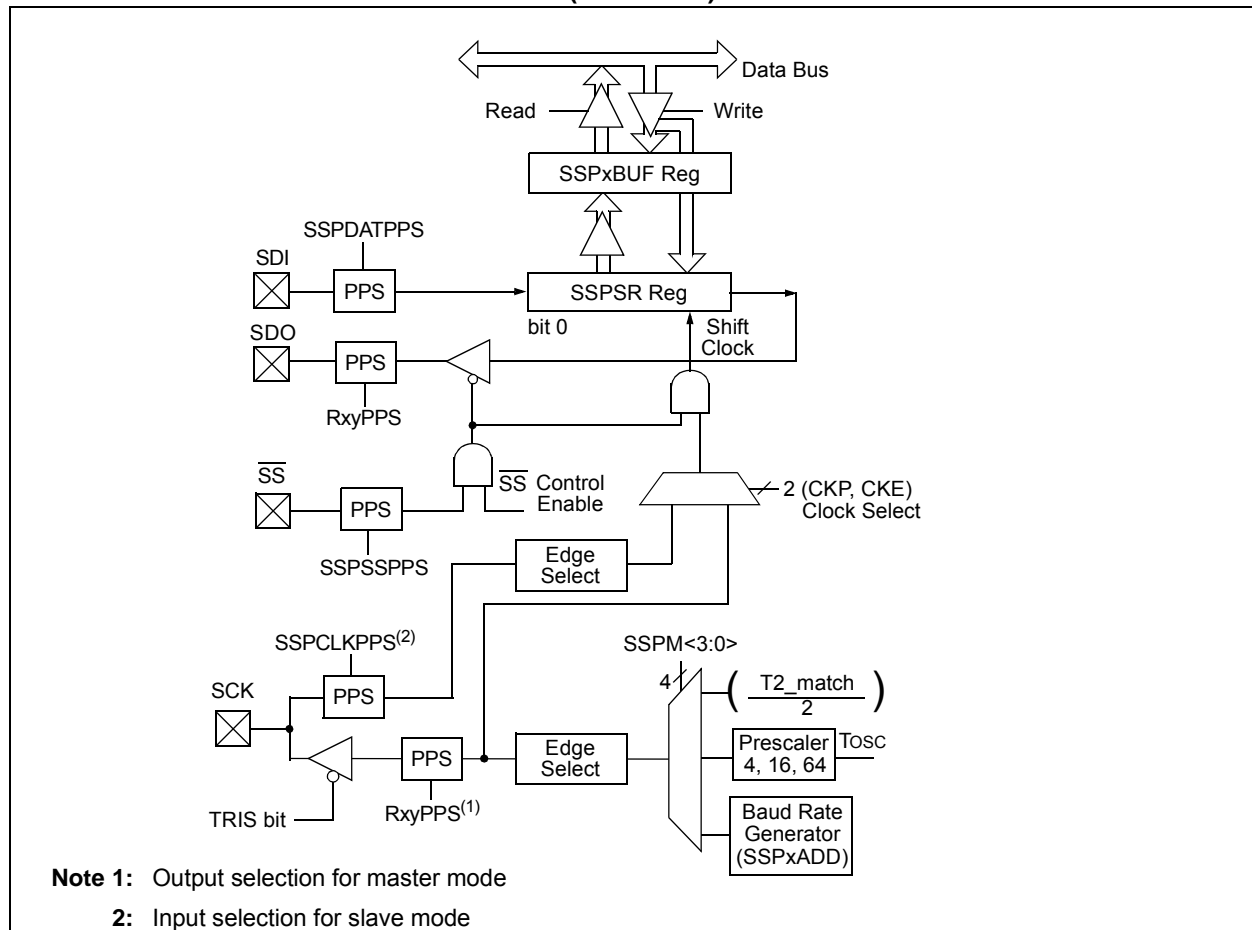 Data Bus
Read
Write
SSPxBUF Reg
SSPDATPPS
SDI
PPS
SSPSR Reg
bit 0
Shift
Clock
SDO
PPS
RxyPPS
SS
PPS
SS Control
Enable
SSPSSPPS
2 (CKP, CKE)
Clock Select
Edge
Select
SSPCLKPPS(2)
SSPM<3:0>
4
SCK
PPS
( T2_match )
2
Edge
Select
PPS
Prescaler
4, 16, 64
TOSC
RxyPPS(1)
TRIS bit
Baud Rate
Generator
(SSPxADD)
Note 1: Output selection for master mode
2: Input selection for slave mode